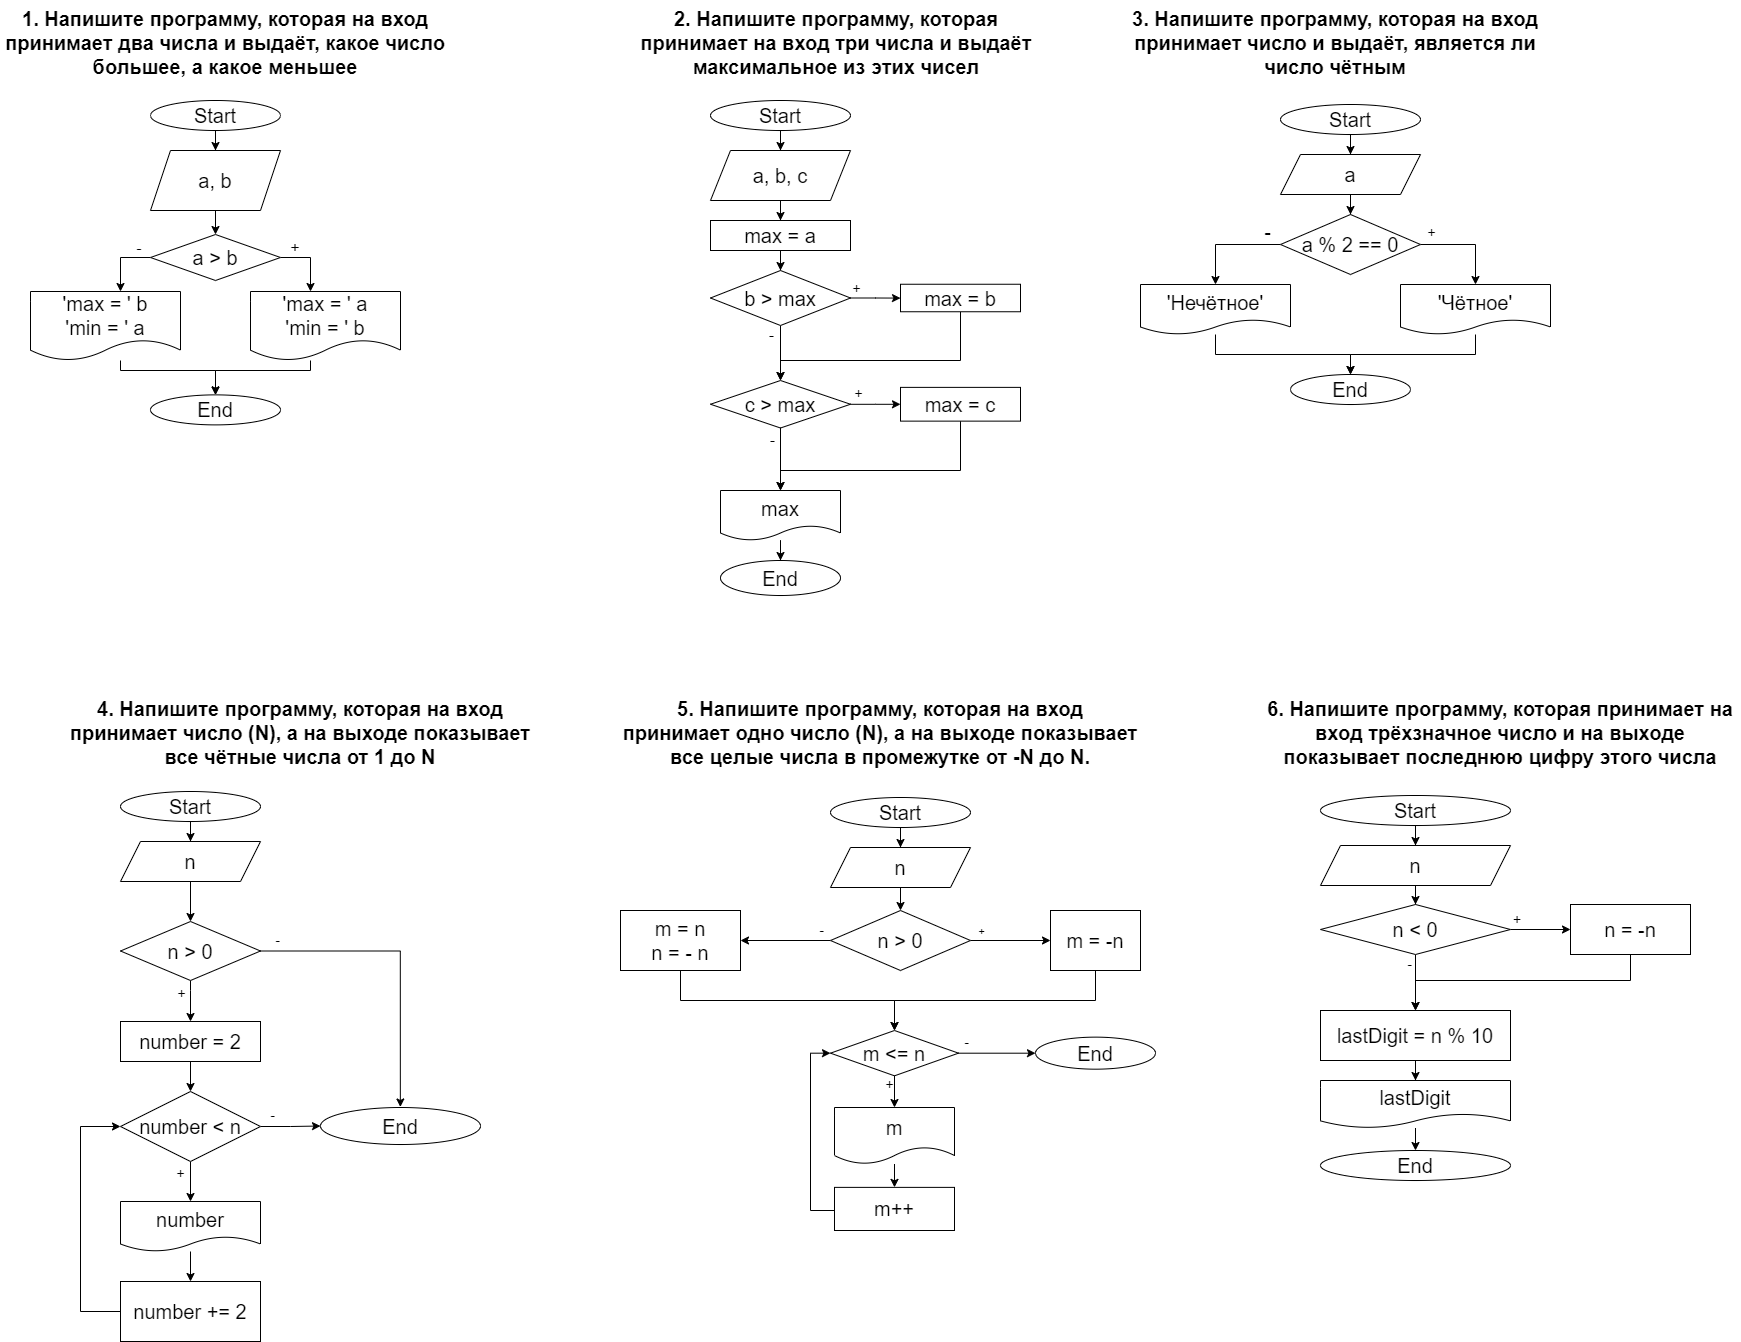 1. Напишите программу, которая на вход
принимает два числа и выдаёт, какое число
большее, а какое меньшее
Start
a, b
a > b
-
+
'max = ' b
'min = ' a
'max = ' a
'min = ' b
End
2. Напишите программу, которая
принимает на вход три числа и выдаёт
максимальное из этих чисел
Start
a, b, c
max = a
b > max
+
max = b
-
c > max
+
max = c
-
max
End
3. Напишите программу, которая на вход
принимает число и выдаёт, является ли
число чётным
Start
a
a % 2 == 0
-
+
'Нечётное'
'Чётное'
End
4. Напишите программу, которая на вход
принимает число (N), а на выходе показывает
все чётные числа от 1 до N
Start
n
n > 0
-
+
number = 2
number < n
-
End
+
number
number += 2
5. Напишите программу, которая на вход
принимает одно число (N), а на выходе показывает
все целые числа в промежутке от -N до N.
Start
n
m = n
n = - n
-
n > 0
+
m = -n
m <= n
-
End
+
m
m++
6. Напишите программу, которая принимает на
вход трёхзначное число и на выходе
показывает последнюю цифру этого числа
Start
n
n < 0
+
n = -n
-
lastDigit = n % 10
lastDigit
End